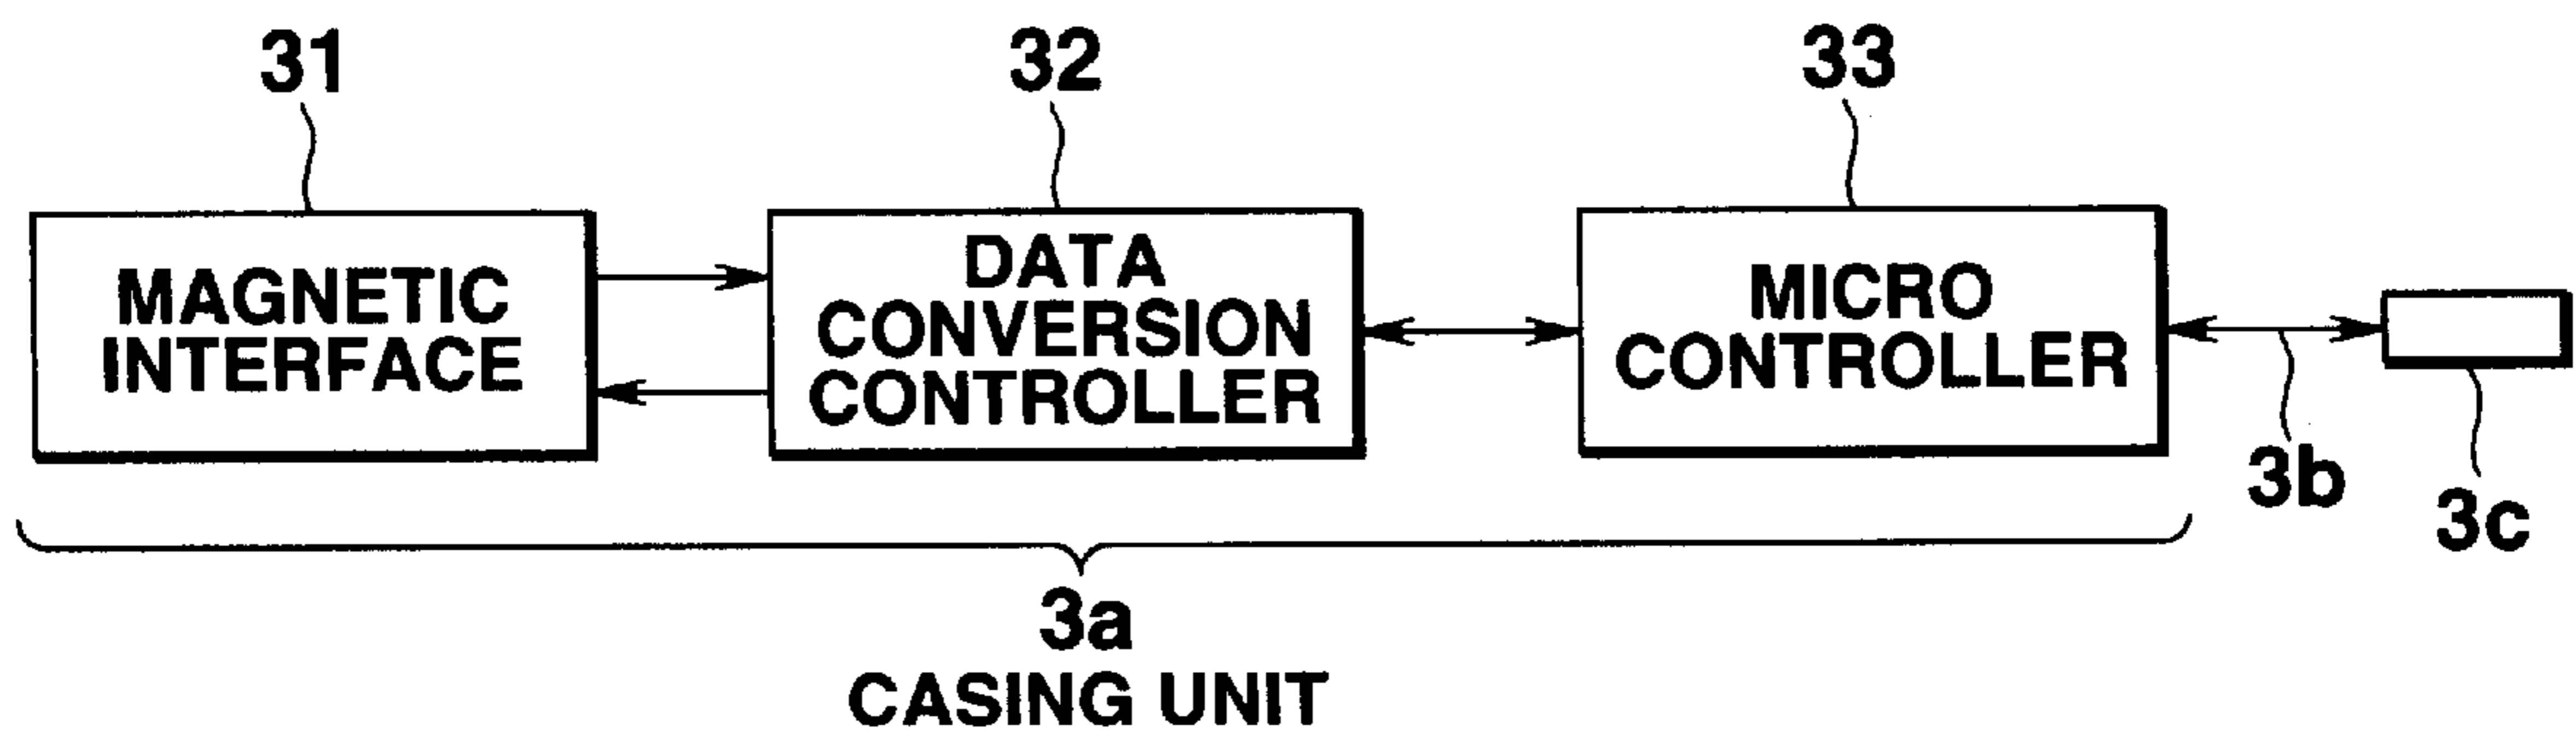 31
32
33
MAGNETIC
INTERFACE
DATA
CONVERSION
CONTROLLER
MICRO
CONTROLLER
3b
3c
3a
CASING UNIT